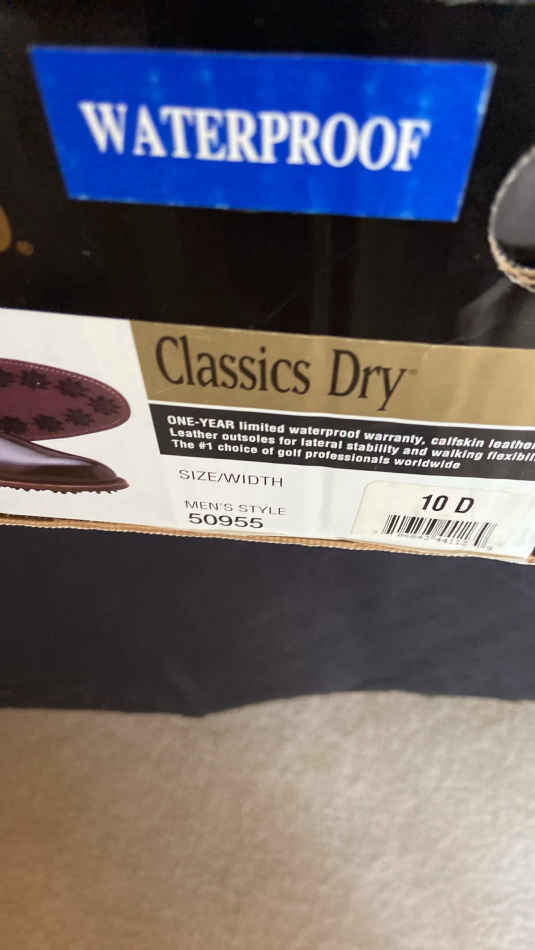 WATERPROOF
Classics Dry
ONE-YEAR limited waterproof warranty, calfskin leather
Leather outsoles for lateral stability and walking flexibil
The #1 choice of golf professionals worldwide
SIZE/WIDTH
10 D
MEN'S STYLE
50955